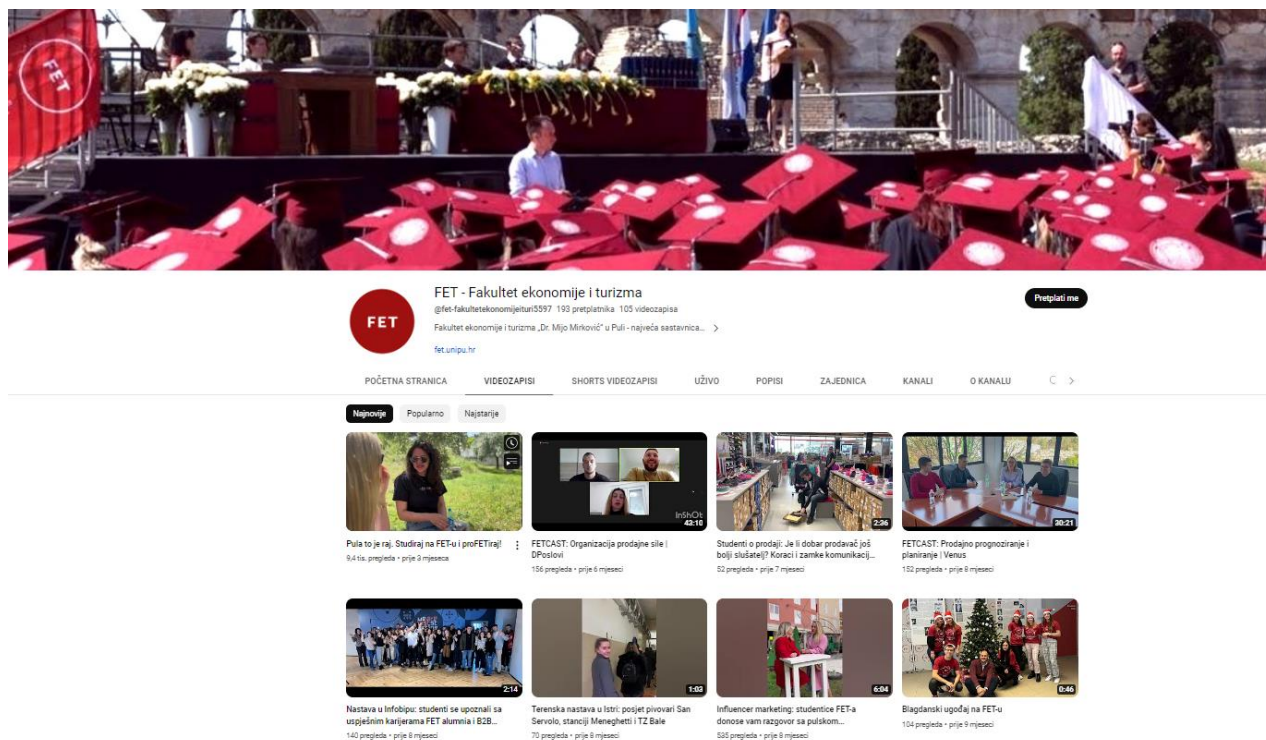 FET
FET
FET - Fakultet ekonomije i turizma
@fet-fakultetekonomijeituri5597 193 pretplatnika 105 videozapisa
Fakultet ekonomije i turizma „Dr. Mijo Mirković” u Puli - najveća sastavnica...
fet.unipu.hr
Pretplati me
POČETNA STRANICA VIDEOZAPISI SHORTS VIDEOZAPISI UŽIVO POPISI ZAJEDNICA KANALI O KANALU
Najnovije Popularno Najstarije
InShOt
43:10 2:36 30:21
Pula to je raj. Studiraj na FET-u i proFETiraj!
9,4 tis. pregleda • prije 3 mjeseca
FETCAST: Organizacija prodajne sile |
DPoslovi
156 pregleda • prije 6 mjeseci
Studenti o prodaji: Je li dobar prodavač još
bolji slušatelj? Koraci i zamke komunikacij...
52 pregleda • prije 7 mjeseci
FETCAST: Prodajno prognoziranje i
planiranje | Venus
152 pregleda • prije 8 mjeseci
2:14 1:03 6:04 0:46
Nastava u Infobipu: studenti se upoznali sa
uspješnim karijerama FET alumnia i B2B...
140 pregleda • prije 8 mjeseci
Terenska nastava u Istri: posjet pivovari San
Servolo, stanciji Meneghetti i TZ Bale
70 pregleda • prije 8 mjeseci
Influencer marketing: studentice FET-a
donose vam razgovor sa pulskom...
535 pregleda • prije 8 mjeseci
Blagdanski ugođaj na FET-u
104 pregleda • prije 9 mjeseci